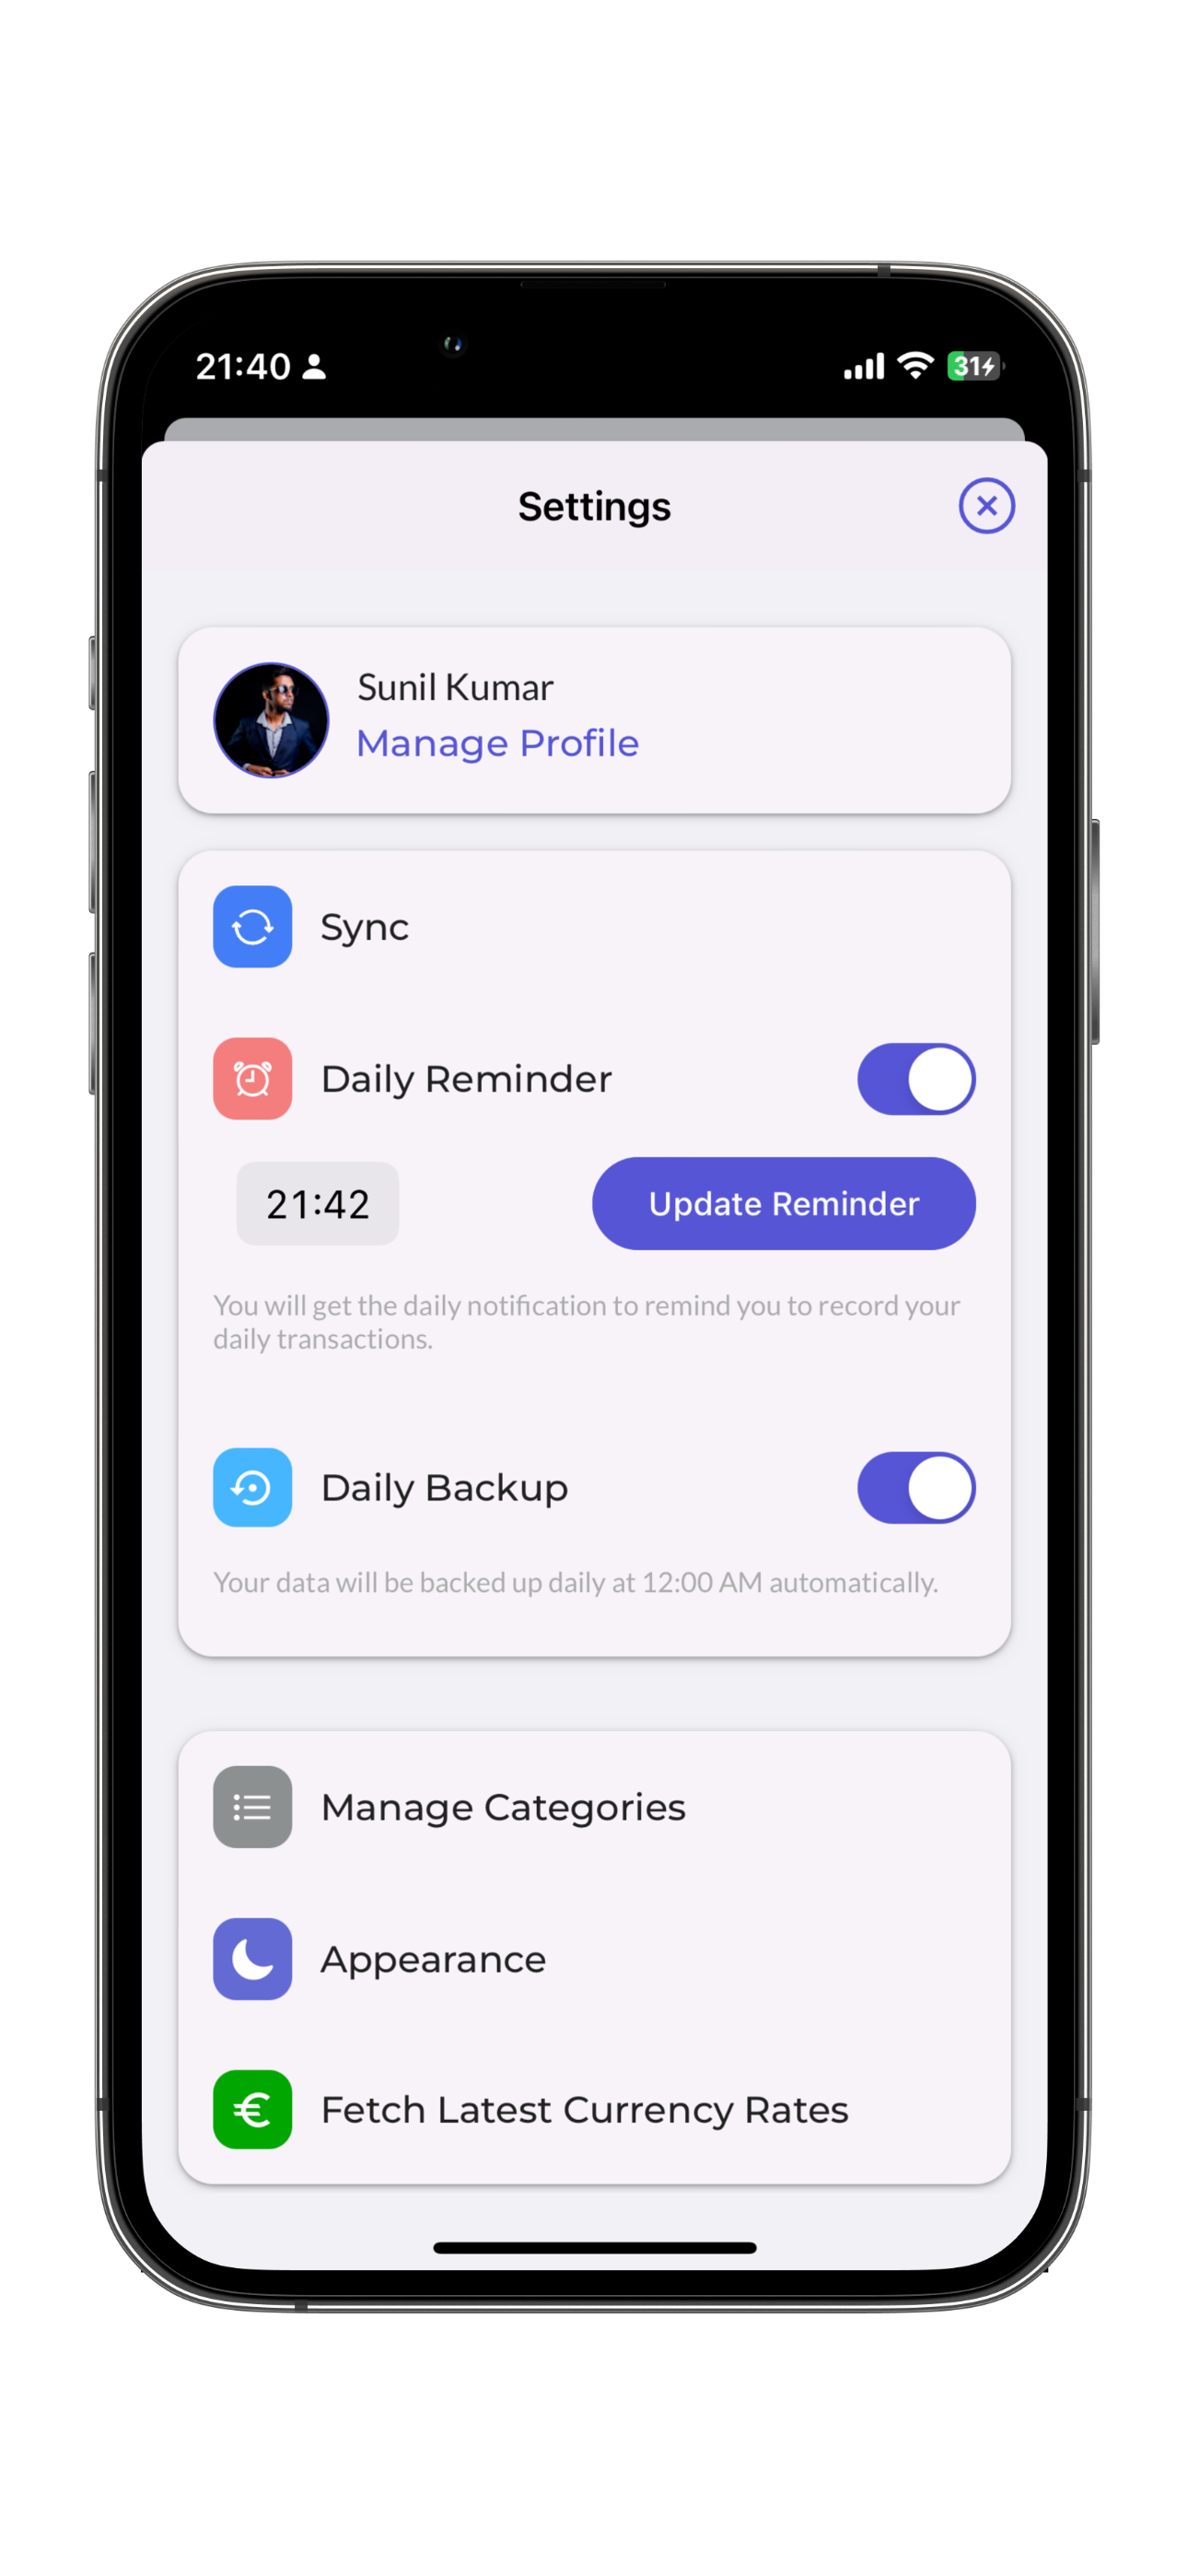 21:40
31
Settings
Sunil Kumar
Manage Profile
Sync
Daily Reminder
21:42
Update Reminder
You will get the daily notification to remind you to record your
daily transactions.
Daily Backup
Your data will be backed up daily at 12:00 AM automatically.
Manage Categories
Appearance
€
Fetch Latest Currency Rates